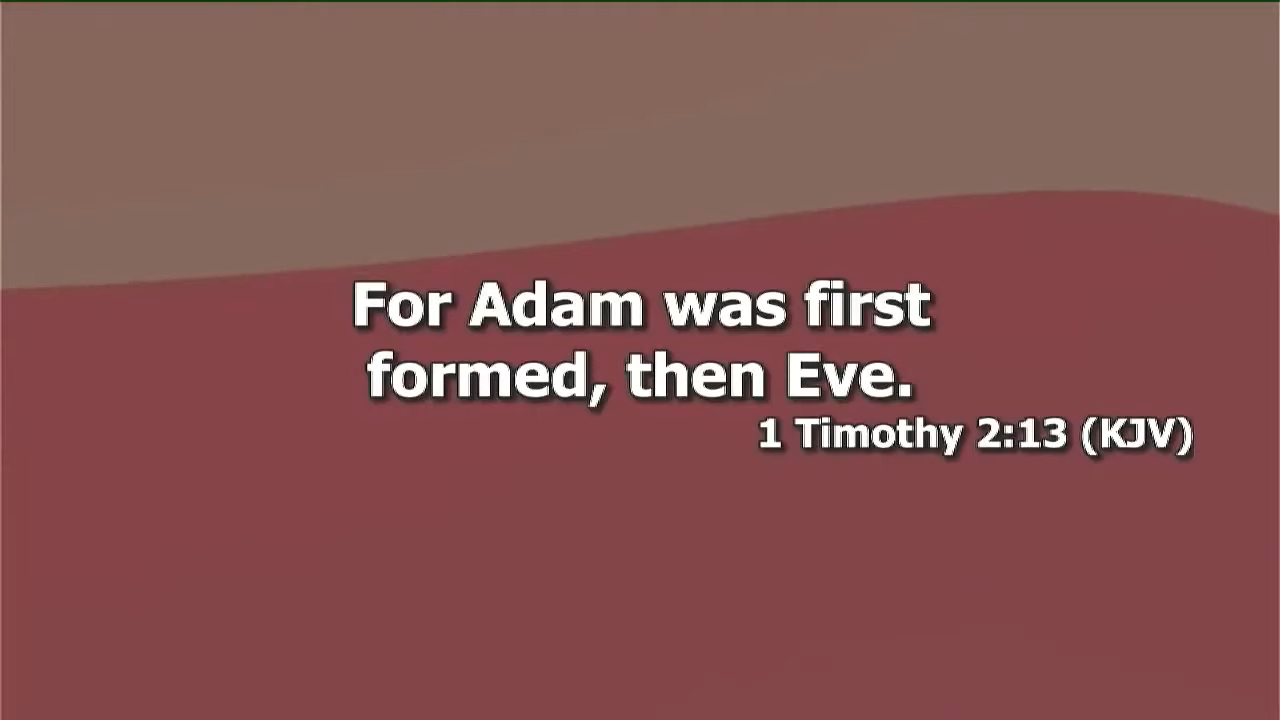 For Adam was first
formed, then Eve.
1 Timothy 2:13 (KJV)